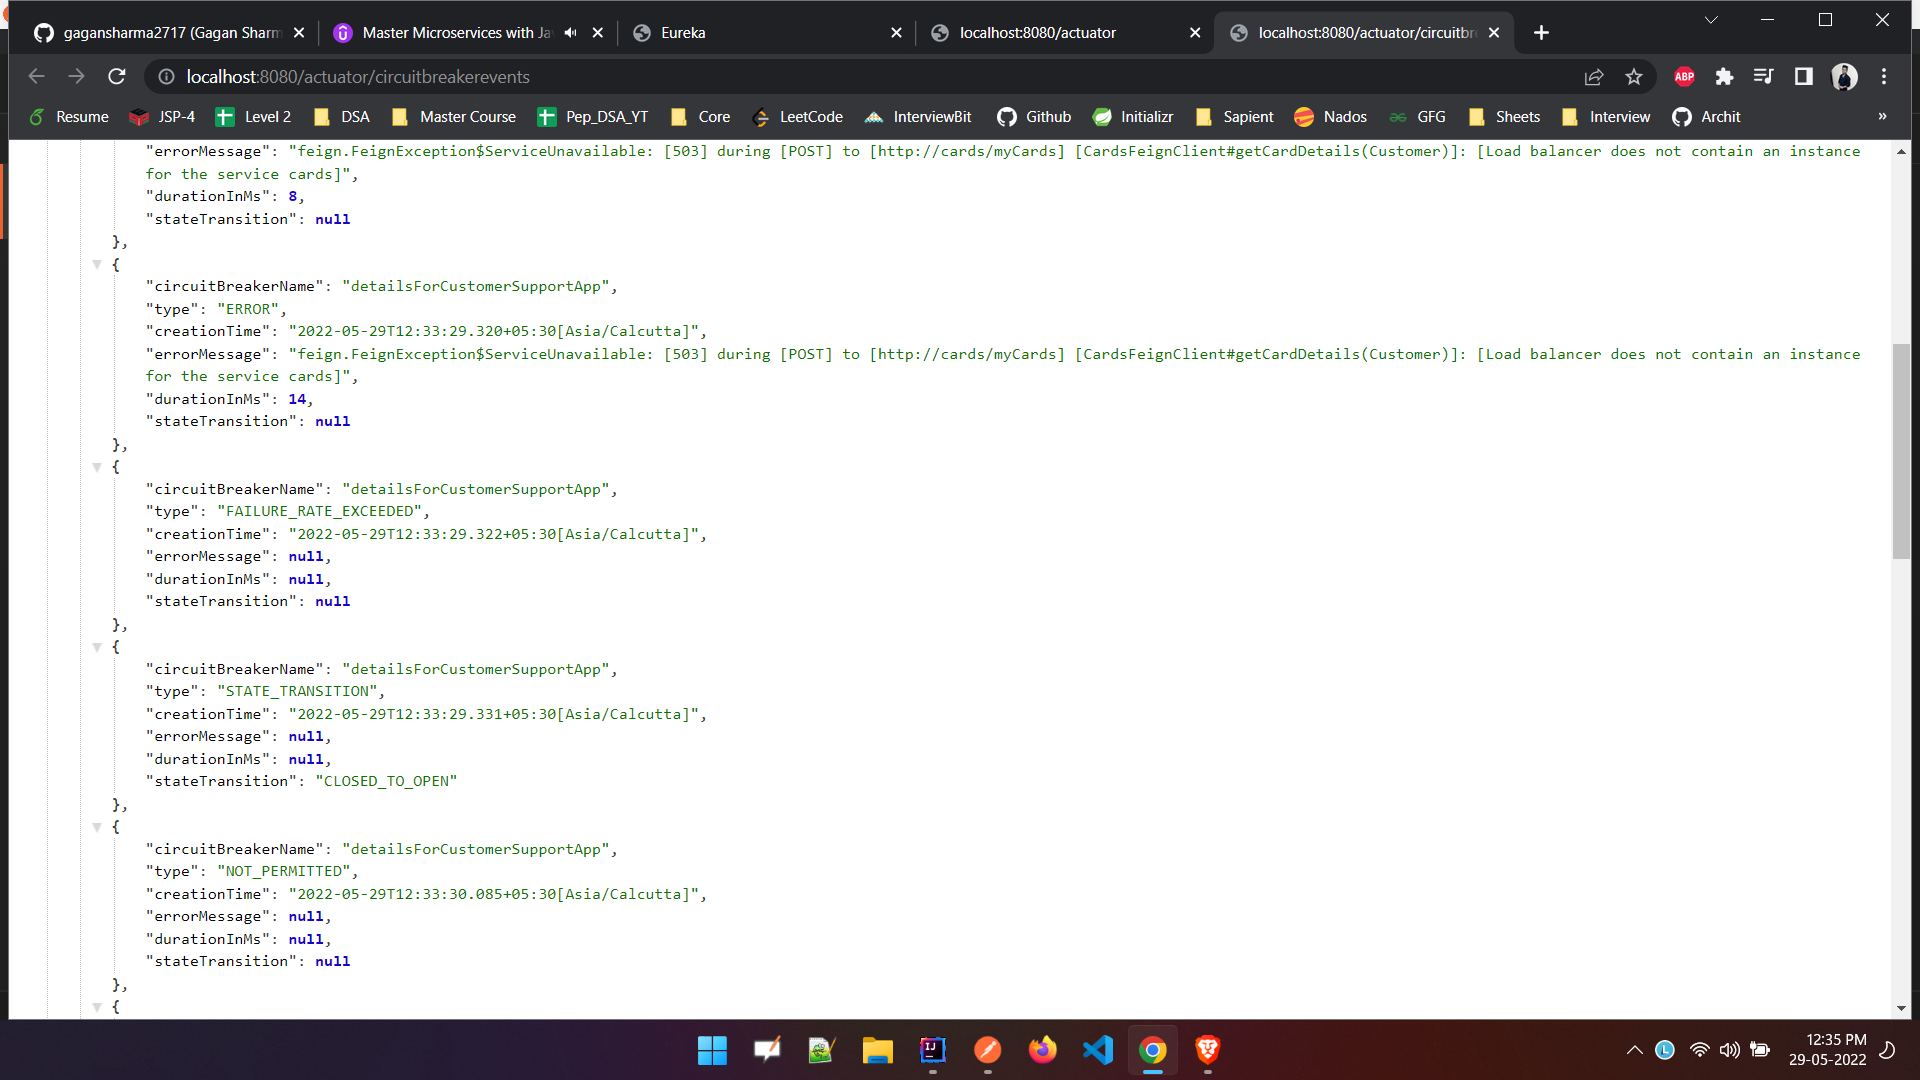 gagansharma2717 (Gagan Sharm
Master Microservices with Ja
Eureka
localhost:8080/actuator
localhost:8080/actuator/circuitbr
localhost:8080/actuator/circuitbreakerevents
ABP
Resume
JSP-4
Level 2
DSA
Master Course
Pep_DSA_YT
Core
LeetCode
InterviewBit
Github
Initializr
Sapient
Nados
GFG
Sheets
Interview
Archit
»
"errorMessage": "feign.FeignException$ServiceUnavailable: [503] during [POST] to [http://cards/myCards] [CardsFeignClient#getCardDetails(Customer)]: [Load balancer does not contain an instance
for the service cards]",
"durationInMs": 8,
"stateTransition": null
},
{
"circuitBreakerName": "detailsForCustomerSupportApp",
"type": "ERROR",
"creationTime": "2022-05-29T12:33:29.320+05:30[Asia/Calcutta]",
"errorMessage": "feign.FeignException$ServiceUnavailable: [503] during [POST] to [http://cards/myCards] [CardsFeignClient#getCardDetails(Customer)]: [Load balancer does not contain an instance
for the service cards]",
"durationInMs": 14,
"stateTransition": null
},
{
"circuitBreakerName": "detailsForCustomerSupportApp",
"type": "FAILURE_RATE_EXCEEDED",
"creationTime": "2022-05-29T12:33:29.322+05:30[Asia/Calcutta]",
"errorMessage": null,
"durationInMs": null,
"stateTransition": null
},
{
"circuitBreakerName": "detailsForCustomerSupportApp",
"type": "STATE_TRANSITION",
"creationTime": "2022-05-29T12:33:29.331+05:30[Asia/Calcutta]",
"errorMessage": null,
"durationInMs": null,
"stateTransition": "CLOSED_TO_OPEN"
},
{
"circuitBreakerName": "detailsForCustomerSupportApp",
"type": "NOT_PERMITTED",
"creationTime": "2022-05-29T12:33:30.085+05:30[Asia/Calcutta]",
"errorMessage": null,
"durationInMs": null,
"stateTransition": null
},
{
IJ
L
12:35 PM
29-05-2022